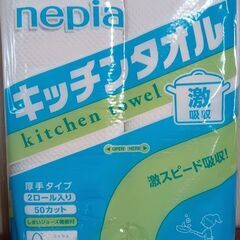 nepia
キッチンタオル
kitchen towel
激
吸収
OPEN HERE
激スピード吸収!
厚手タイプ
2ロール入り
50カット